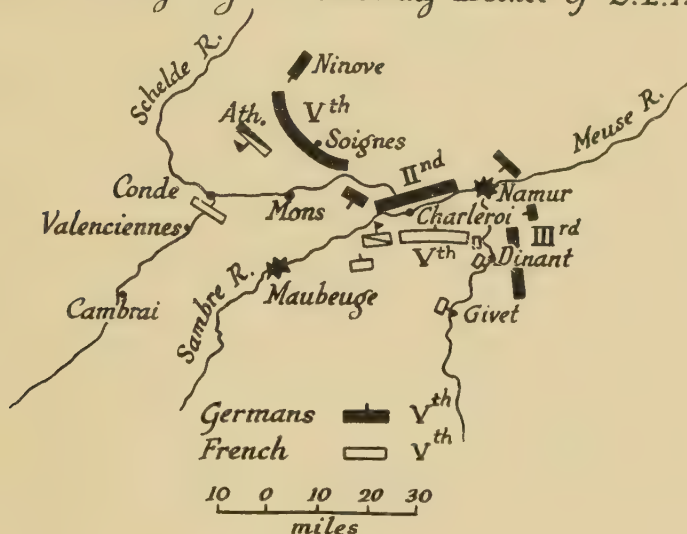 of B.E.F.
Schelde R.
Ninove
Ath.
Vth
Soignes
Meuse R.
IInd
Conde
Mons
Namur
Valenciennes
Charleroi
IIIrd
Vth
Dinant
Sambre R.
Maubeuge
Cambrai
Givet
Germans Vth
French Vth
10 0 10 20 30
miles